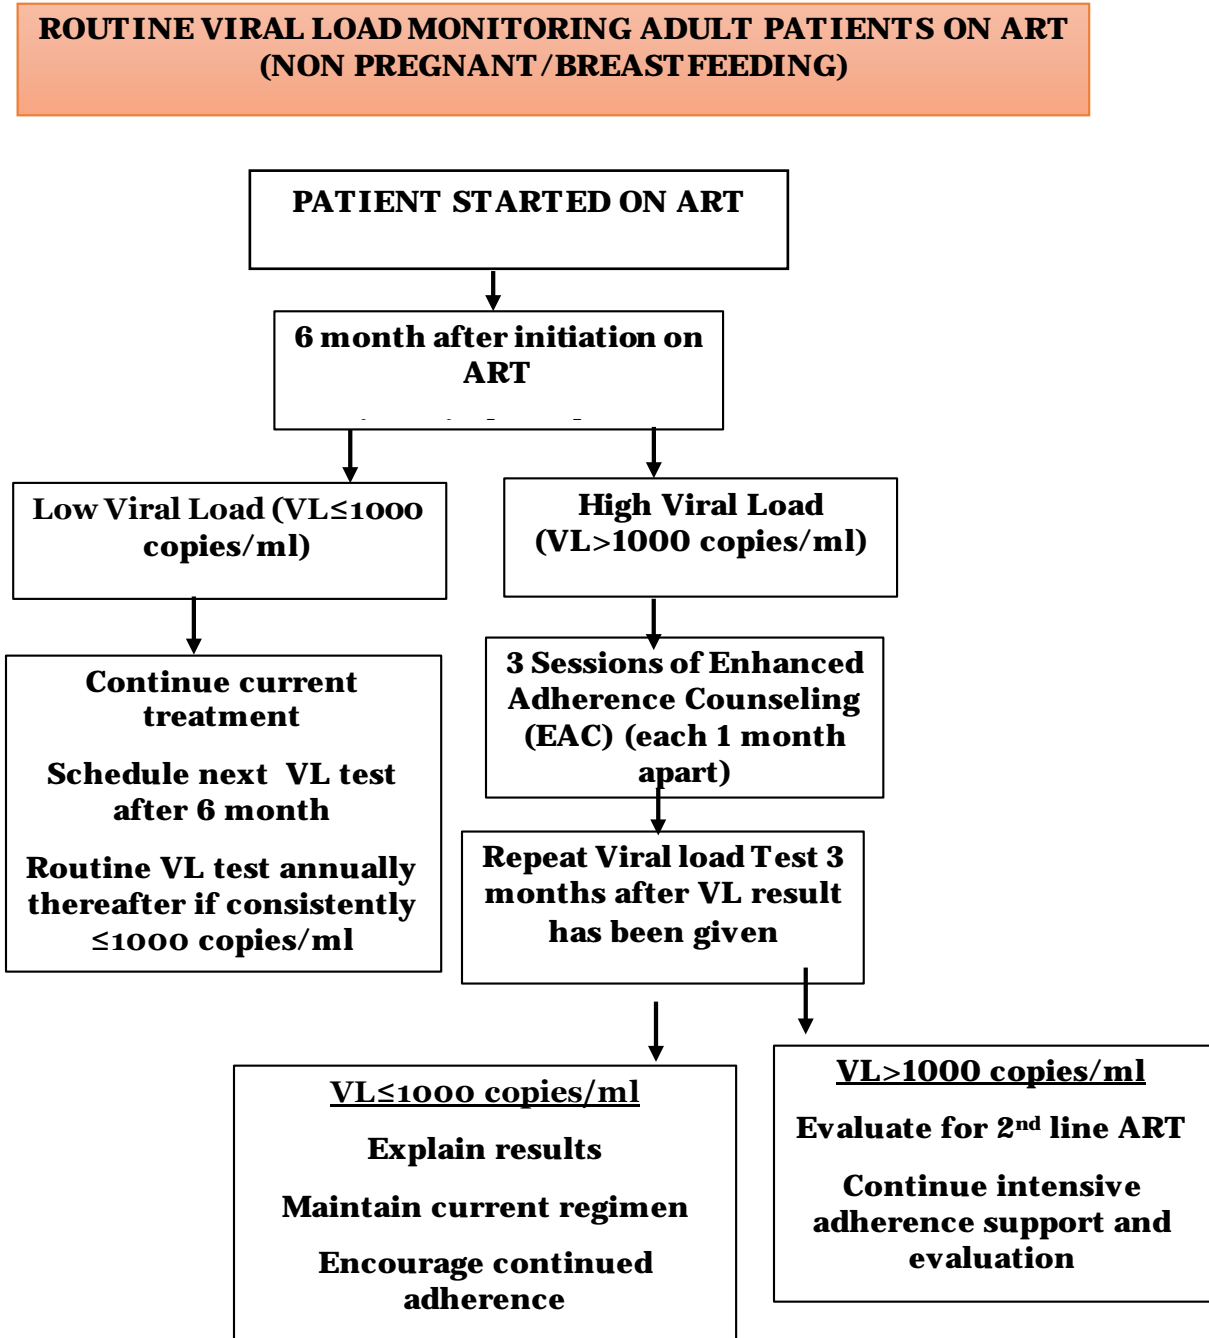 ROUTINE VIRAL LOAD MONITORING ADULT PATIENTS ON ART
(NON PREGNANT/BREASTFEEDING)
PATIENT STARTED ON ART
6 month after initiation on
ART
Low Viral Load (VL≤1000
copies/ml)
High Viral Load
(VL>1000 copies/ml)
Continue current
treatment
Schedule next VL test
after 6 month
Routine VL test annually
thereafter if consistently
≤1000 copies/ml
3 Sessions of Enhanced
Adherence Counseling
(EAC) (each 1 month
apart)
Repeat Viral load Test 3
months after VL result
has been given
VL≤1000 copies/ml
Explain results
Maintain current regimen
Encourage continued
adherence
VL>1000 copies/ml
Evaluate for 2nd line ART
Continue intensive
adherence support and
evaluation